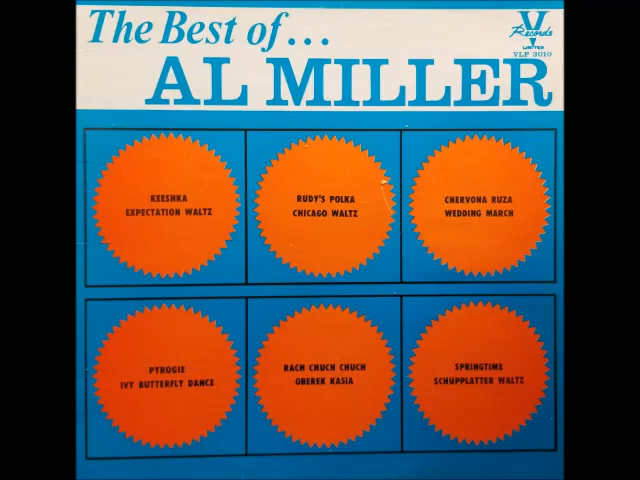 The Best of...
AL MILLER
V
Records
LIMITED
VLP 3010
KEESHKA
EXPECTATION WALTZ
RUDY'S POLKA
CHICAGO WALTZ
CHERVONA RUZA
WEDDING MARCH
PYROGIE
IVY BUTTERFLY DANCE
RACH CHUCH CHUCH
OBEREK KASIA
SPRINGTIME
SCHUPPLATTER WALTZ